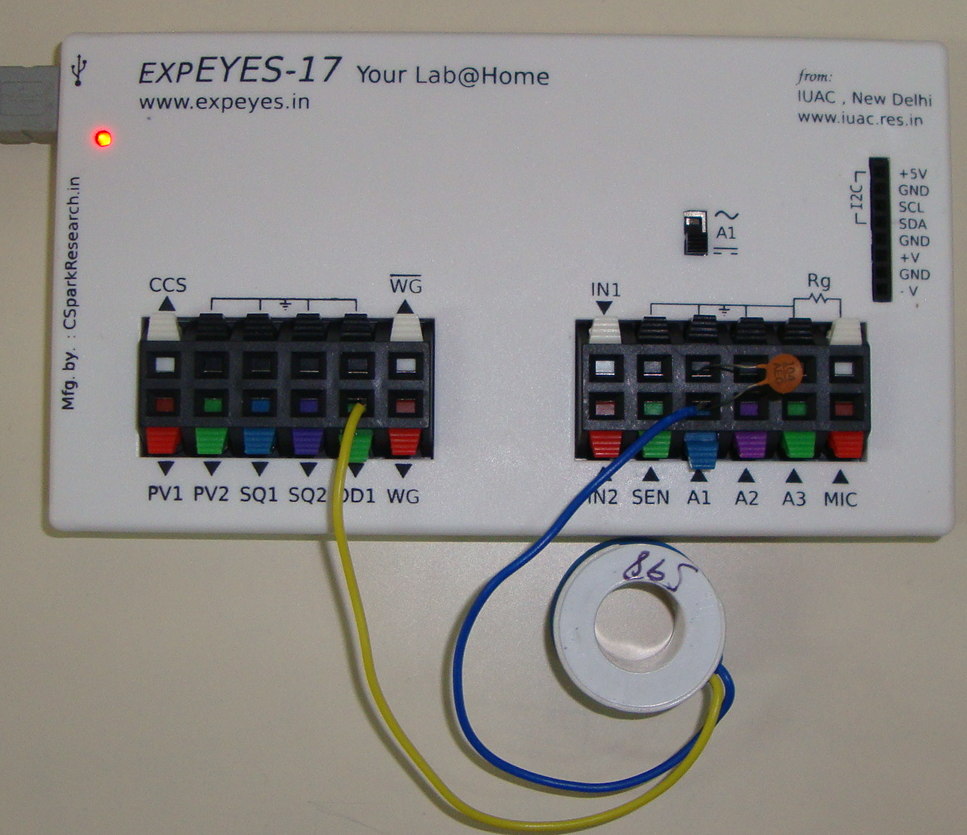 EXPEYES-17 Your Lab@Home
www.expeyes.in
from:
IUAC , New Delhi
www.iuac.res.in
Mfg. by. : CSparkResearch.in
I2C
+5V
GND
SCL
SDA
GND
+V
GND
- V
A1
CCS
WG
IN1
Rg
PV1 PV2 SQ1 SQ2 OD1 WG
IN2 SEN A1 A2 A3 MIC
104
865